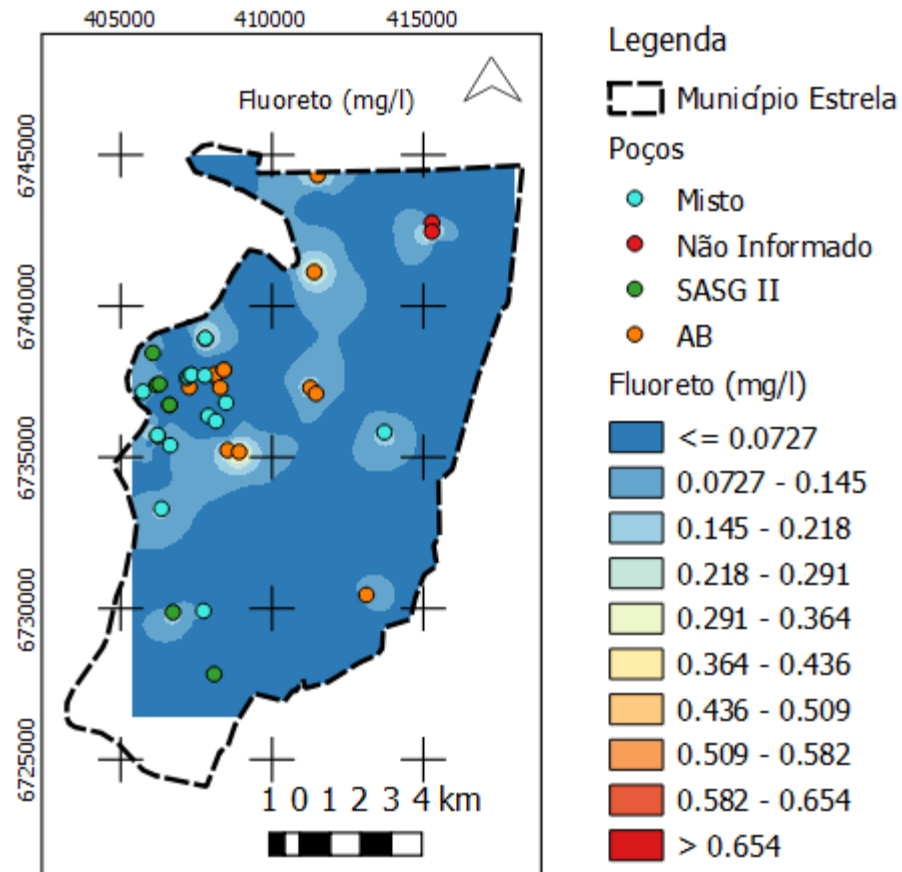 405000 410000 415000
Fluoreto (mg/l)
6745000
6740000
6735000
6730000
6725000
1 0 1 2 3 4 km
Legenda
Município Estrela
Poços
Misto
Não Informado
SASG II
AB
Fluoreto (mg/l)
<= 0.0727
0.0727 - 0.145
0.145 - 0.218
0.218 - 0.291
0.291 - 0.364
0.364 - 0.436
0.436 - 0.509
0.509 - 0.582
0.582 - 0.654
> 0.654